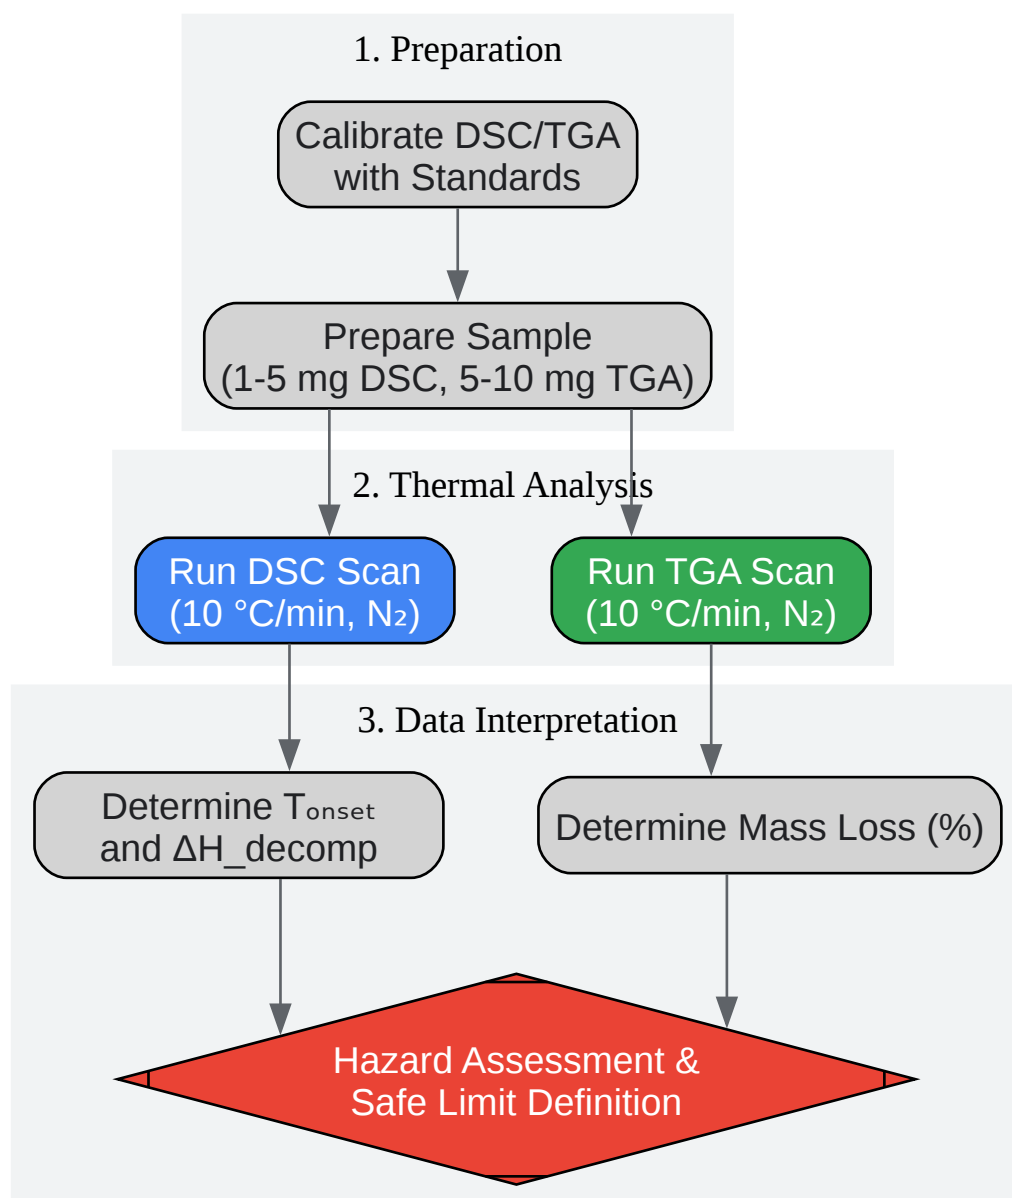 1. Preparation
Calibrate DSC/TGA
with Standards
Prepare Sample
(1-5 mg DSC, 5-10 mg TGA)
2. Thermal Analysis
Run DSC Scan
(10 °C/min, N₂)
Run TGA Scan
(10 °C/min, N₂)
3. Data Interpretation
Determine Tₒₙₛₑₜ
and ΔH_decomp
Determine Mass Loss (%)
Hazard Assessment &
Safe Limit Definition